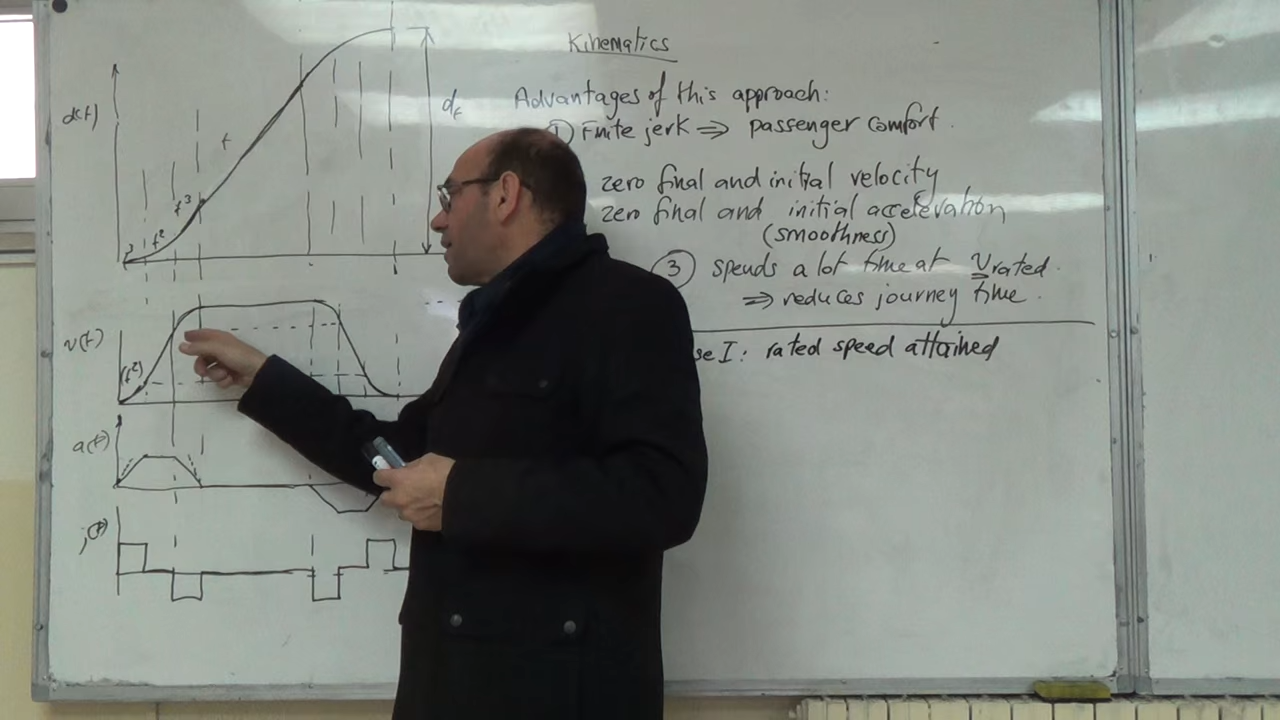 Kinematics
Advantages of this approach:
① Finite jerk ⇒ passenger comfort.
zero final and initial velocity
zero final and initial acceleration
(smoothness)
③ spends a lot time at Vrated.
⇒ reduces journey time.
se I: rated speed attained
d(t)
t
t³
t²
d_f
v(t)
(t²)
a(t)
j(t)